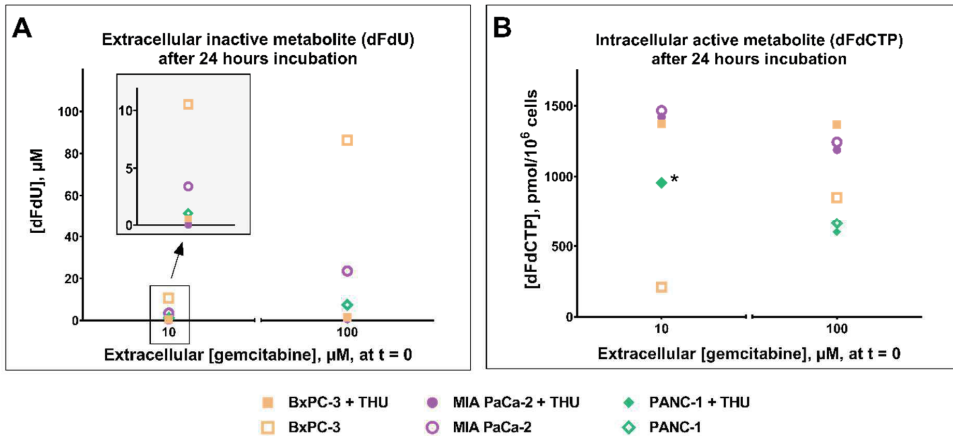 A
Extracellular inactive metabolite (dFdU)
after 24 hours incubation
[dFdU], µM
100
80
60
40
20
0
10
5
0
10
100
Extracellular [gemcitabine], µM, at t = 0
B
Intracellular active metabolite (dFdCTP)
after 24 hours incubation
[dFdCTP], pmol/10⁶ cells
1500
1000
500
0
*
10
100
Extracellular [gemcitabine], µM, at t = 0
BxPC-3 + THU
MIA PaCa-2 + THU
PANC-1 + THU
BxPC-3
MIA PaCa-2
PANC-1